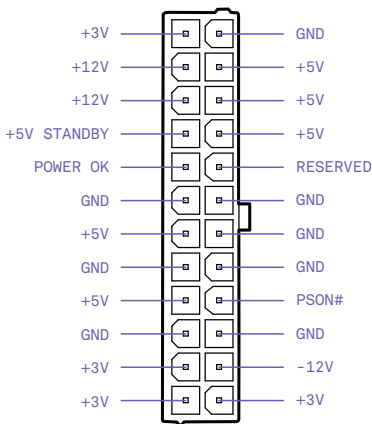 +3V GND
+12V +5V
+12V +5V
+5V STANDBY +5V
POWER OK RESERVED
GND GND
+5V GND
GND GND
+5V PSON#
GND GND
+3V -12V
+3V +3V